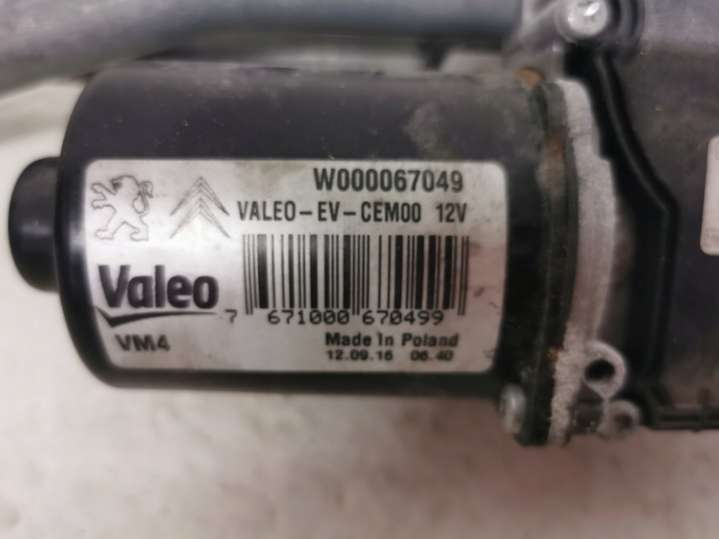 W000067049
VALEO-EV-CEM00 12V
Valeo
7 671000 670499
VM4
Made In Poland
12.09.16 06.40